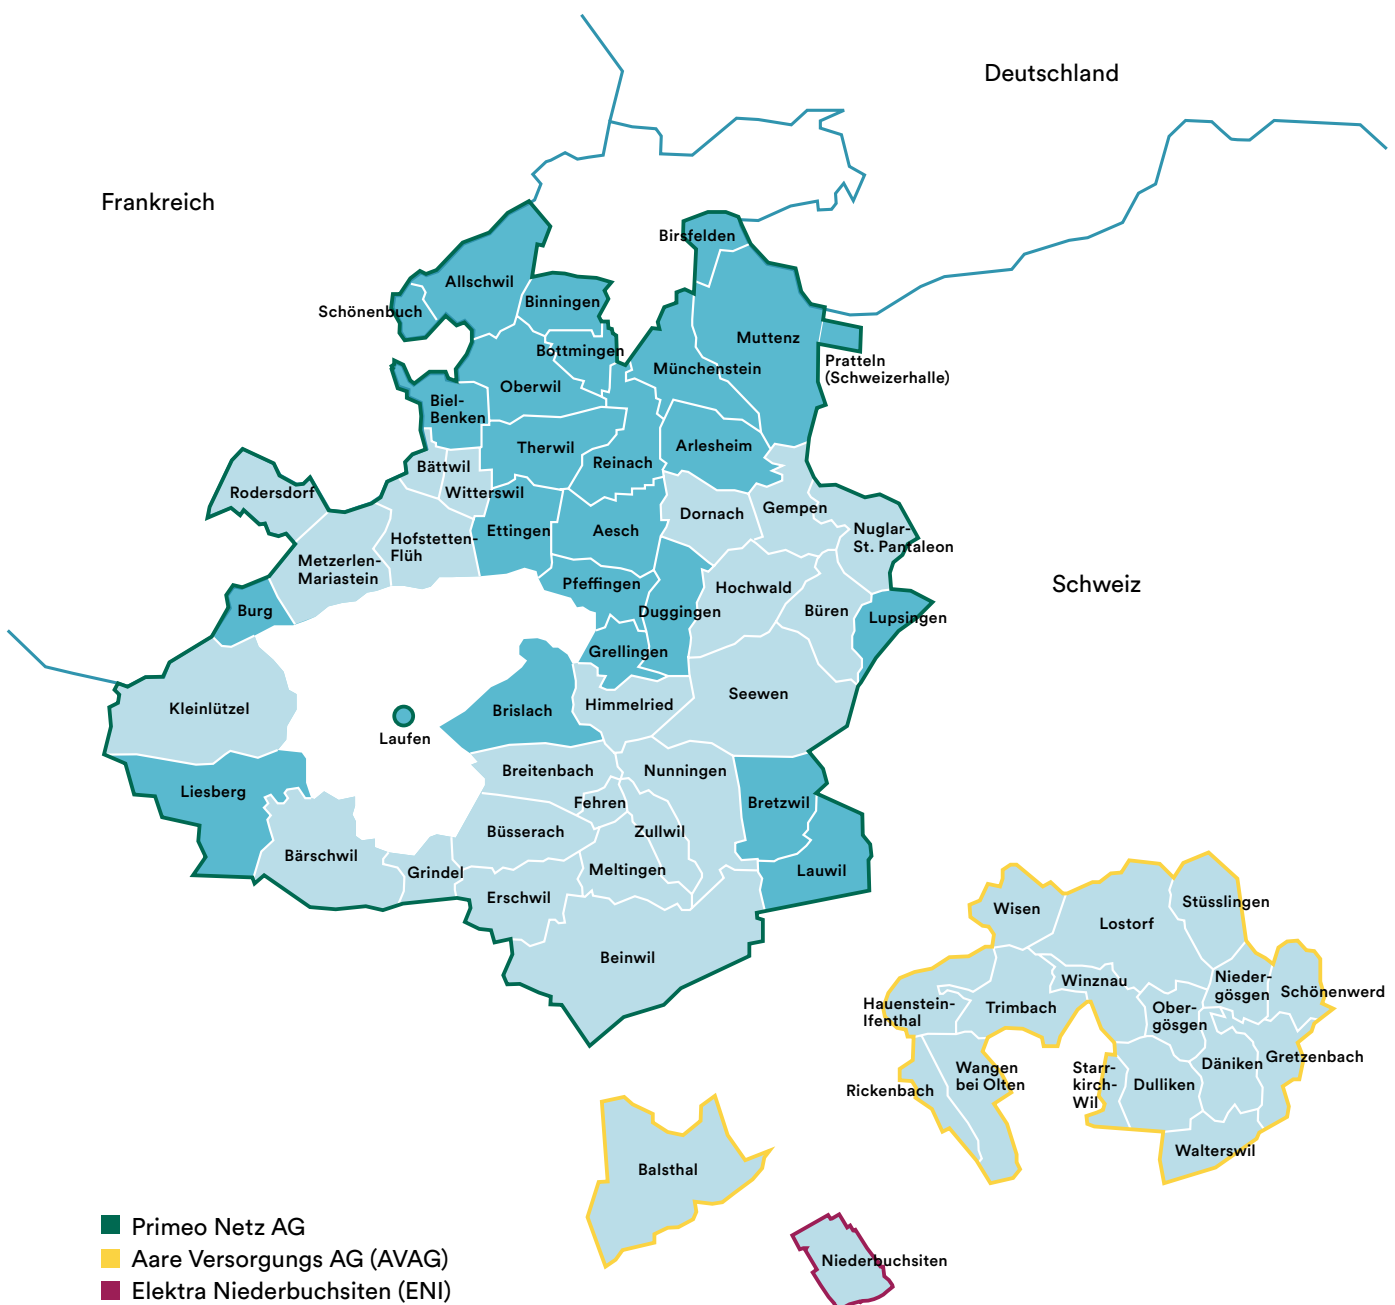 Deutschland
Frankreich
Birsfelden
Allschwil
Binningen
Schönenbuch
Muttenz
Bottmingen
Münchenstein
Pratteln
(Schweizerhalle)
Oberwil
Biel-
Benken
Therwil
Arlesheim
Reinach
Bättwil
Witterswil
Rodersdorf
Dornach
Gempen
Nuglar-
St. Pantaleon
Ettingen
Aesch
Hofstetten-
Flüh
Metzerlen-
Mariastein
Schweiz
Pfeffingen
Hochwald
Burg
Duggingen
Büren
Lupsingen
Grellingen
Seewen
Himmelried
Kleinlützel
Brislach
Laufen
Breitenbach
Nunningen
Liesberg
Fehren
Bretzwil
Büsserach
Zullwil
Bärschwil
Grindel
Meltingen
Lauwil
Erschwil
Beinwil
Wisen
Lostorf
Stüsslingen
Winznau
Nieder-
gösgen
Schönenwerd
Hauenstein-
Ifenthal
Trimbach
Ober-
gösgen
Wangen
bei Olten
Starr-
kirch-
Wil
Däniken
Gretzenbach
Rickenbach
Dulliken
Walterswil
Balsthal
Niederbuchsiten
Primeo Netz AG
Aare Versorgungs AG (AVAG)
Elektra Niederbuchsiten (ENI)